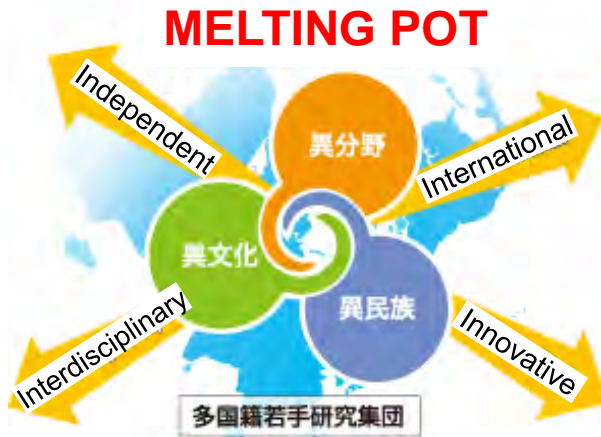 MELTING POT
Independent
異分野
International
異文化
異民族
Interdisciplinary
Innovative
多国籍若手研究集団